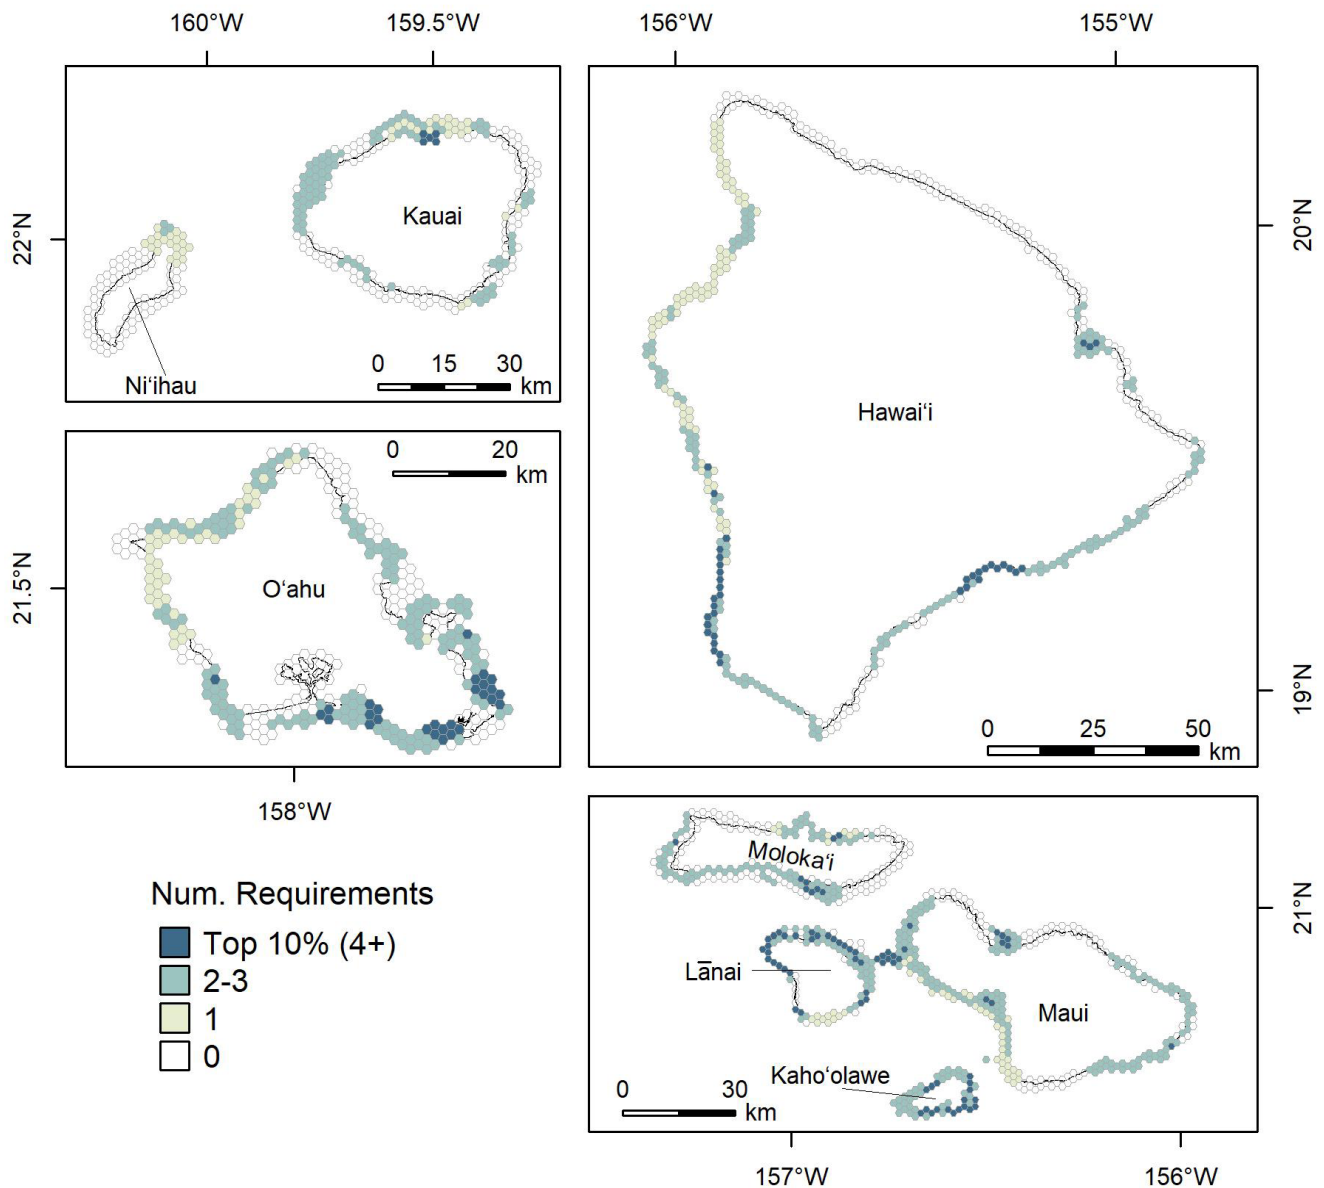 160°W 159.5°W 156°W 155°W
Kauai
22°N
20°N
0 15 30
km
Ni‘ihau
Hawai‘i
0 20
km
O‘ahu
21.5°N
19°N
0 25 50
km
158°W
Moloka‘i
Num. Requirements
21°N
Top 10% (4+)
Lānai
2-3
Maui
1
0
Kaho‘olawe
0 30
km
157°W 156°W